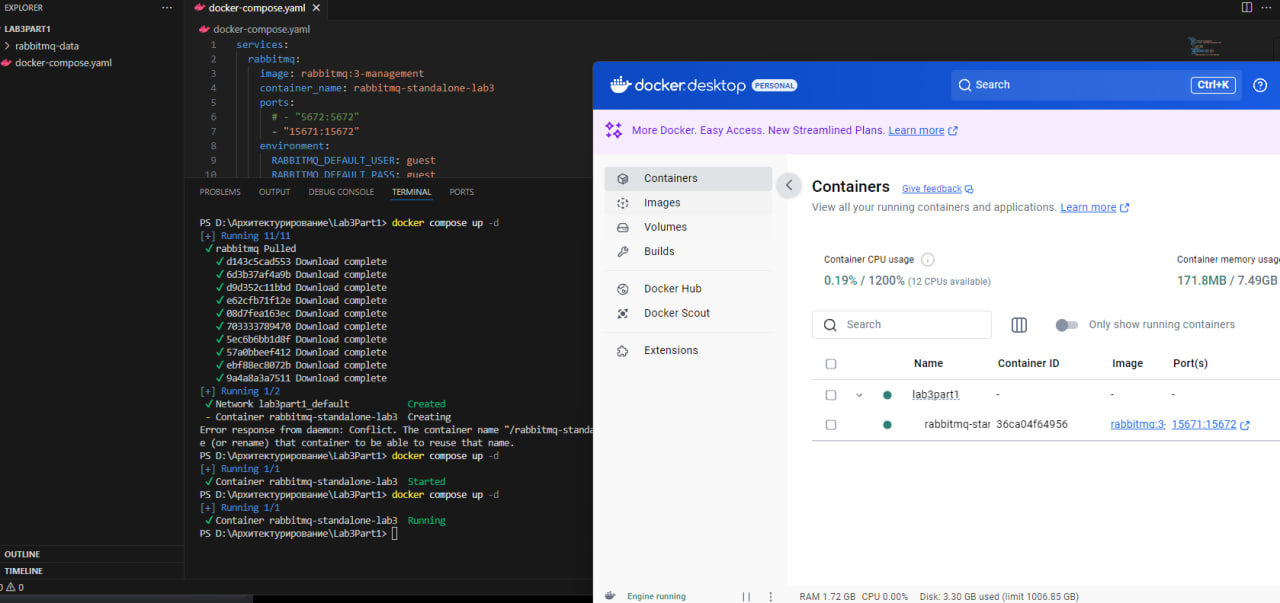 EXPLORER
LAB3PART1
rabbitmq-data
docker-compose.yaml
OUTLINE
TIMELINE
0
docker-compose.yaml
docker-compose.yaml
1 services:
2 rabbitmq:
3 image: rabbitmq:3-management
4 container_name: rabbitmq-standalone-lab3
5 ports:
6 # - "5672:5672"
7 - "15671:15672"
8 environment:
9 RABBITMQ_DEFAULT_USER: guest
10 RABBITMQ_DEFAULT_PASS: guest
PROBLEMS OUTPUT DEBUG CONSOLE TERMINAL PORTS
PS D:\Архитектурирование\Lab3Part1> docker compose up -d
[+] Running 11/11
✓ rabbitmq Pulled
✓ d143c5cad553 Download complete
✓ 6d3b37af4a9b Download complete
✓ d9d352c11bbd Download complete
✓ e62cfb71f12e Download complete
✓ 08d7fea163ec Download complete
✓ 703333789470 Download complete
✓ 5ec6b6bb1d8f Download complete
✓ 57a0bbeef412 Download complete
✓ ebf88ec8072b Download complete
✓ 9a4a8a3a7511 Download complete
[+] Running 1/2
✓ Network lab3part1_default Created
- Container rabbitmq-standalone-lab3 Creating
Error response from daemon: Conflict. The container name "/rabbitmq-standa
e (or rename) that container to be able to reuse that name.
PS D:\Архитектурирование\Lab3Part1> docker compose up -d
[+] Running 1/1
✓ Container rabbitmq-standalone-lab3 Started
PS D:\Архитектурирование\Lab3Part1> docker compose up -d
[+] Running 1/1
✓ Container rabbitmq-standalone-lab3 Running
PS D:\Архитектурирование\Lab3Part1>
docker desktop PERSONAL
Search Ctrl+K
More Docker. Easy Access. New Streamlined Plans. Learn more
Containers
Images
Volumes
Builds
Docker Hub
Docker Scout
Extensions
Containers Give feedback
View all your running containers and applications. Learn more
Container CPU usage
0.19% / 1200% (12 CPUs available)
Container memory usage
171.8MB / 7.49GB
Search
Only show running containers
Name Container ID Image Port(s)
lab3part1 - - -
rabbitmq-star 36ca04f64956 rabbitmq:3- 15671:15672
Engine running
RAM 1.72 GB CPU 0.00% Disk: 3.30 GB used (limit 1006.85 GB)